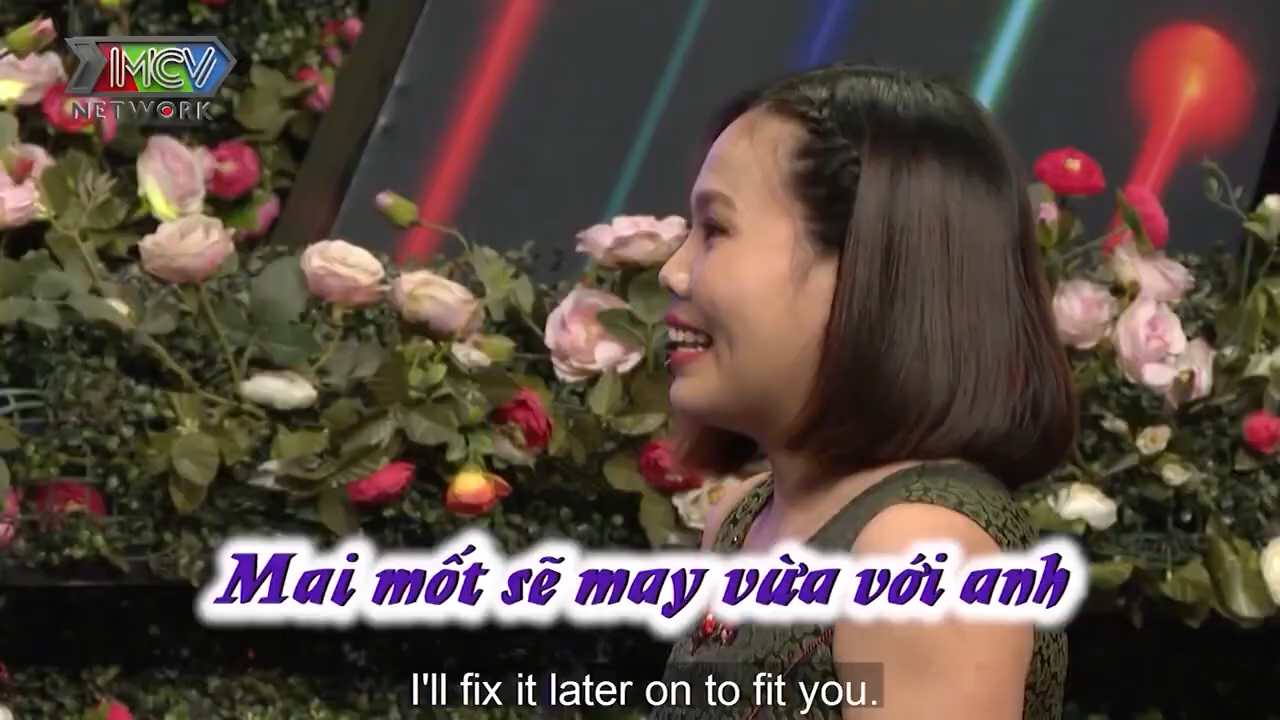 MCV
NETWORK
Mai mốt sẽ may vừa với anh
I'll fix it later on to fit you.